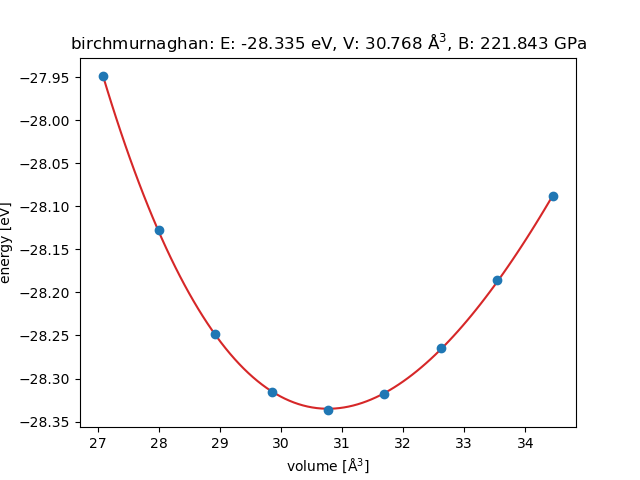 birchmurnaghan: E: -28.335 eV, V: 30.768 Å³, B: 221.843 GPa
−27.95
−28.00
−28.05
−28.10
−28.15
−28.20
−28.25
−28.30
−28.35
energy [eV]
27 28 29 30 31 32 33 34
volume [Å³]